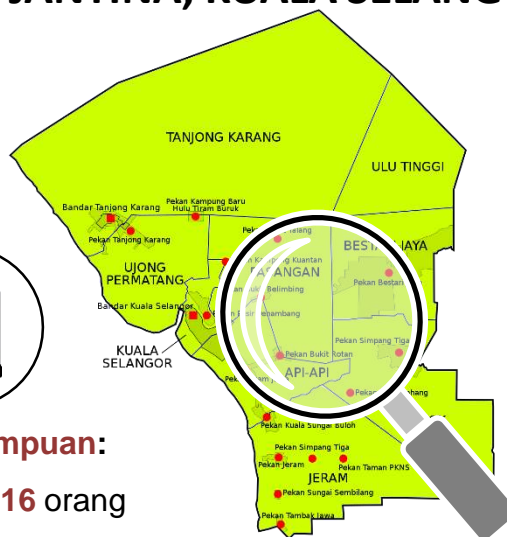 JANTINA, KUALA SELANG
TANJONG KARANG
ULU TINGGI
Bandar Tanjong Karang
Pekan Kampung Baru
Hulu Tiram Buruk
Pekan Tanjong Karang
BESTARI JAYA
Kampung Kuantan
PASANGAN
UJONG
PERMATANG
Pekan Bestari
Belimbing
Bandar Kuala Selangor
Pekan Simpang Tiga
KUALA
SELANGOR
Pekan Bukit Rotan
API-API
Pekan Kuala Sungai Buloh
mpuan:
Pekan Simpang Tiga
Pekan Jeram
Pekan Taman PKNS
JERAM
16 orang
Pekan Sungai Sembilang
Pekan Tambak Jawa